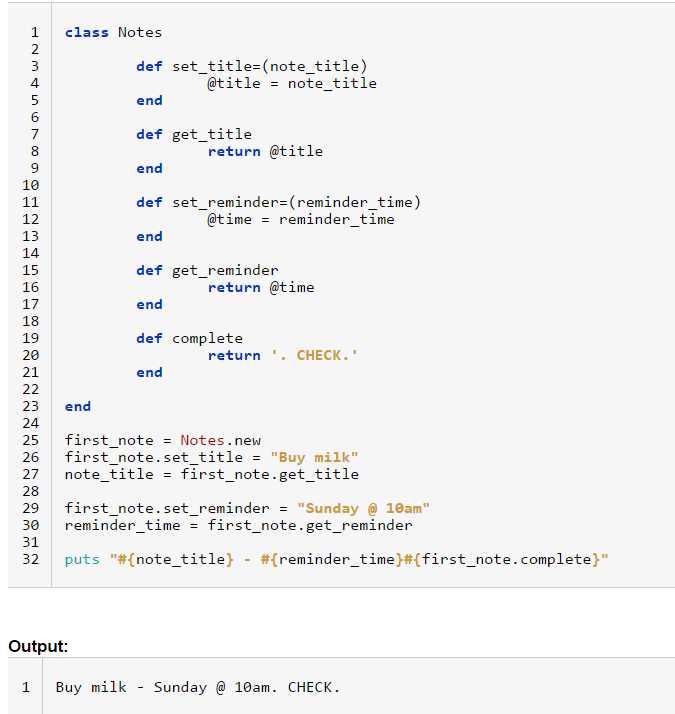 1 class Notes
2
3 def set_title=(note_title)
4 @title = note_title
5 end
6
7 def get_title
8 return @title
9 end
10
11 def set_reminder=(reminder_time)
12 @time = reminder_time
13 end
14
15 def get_reminder
16 return @time
17 end
18
19 def complete
20 return '. CHECK.'
21 end
22
23 end
24
25 first_note = Notes.new
26 first_note.set_title = "Buy milk"
27 note_title = first_note.get_title
28
29 first_note.set_reminder = "Sunday @ 10am"
30 reminder_time = first_note.get_reminder
31
32 puts "#{note_title} - #{reminder_time}#{first_note.complete}"
Output:
1 Buy milk - Sunday @ 10am. CHECK.